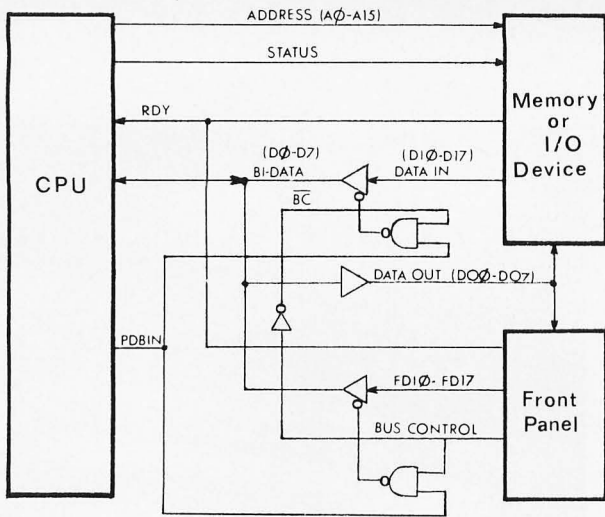 ADDRESS (AØ-A15)
STATUS
RDY
Memory
or
I/O
Device
(DØ-D7)
BI-DATA
(DIØ-DI7)
DATA IN
CPU
BC
DATA OUT (DOØ-DO7)
PDBIN
FDIØ-FDI7
Front
Panel
BUS CONTROL